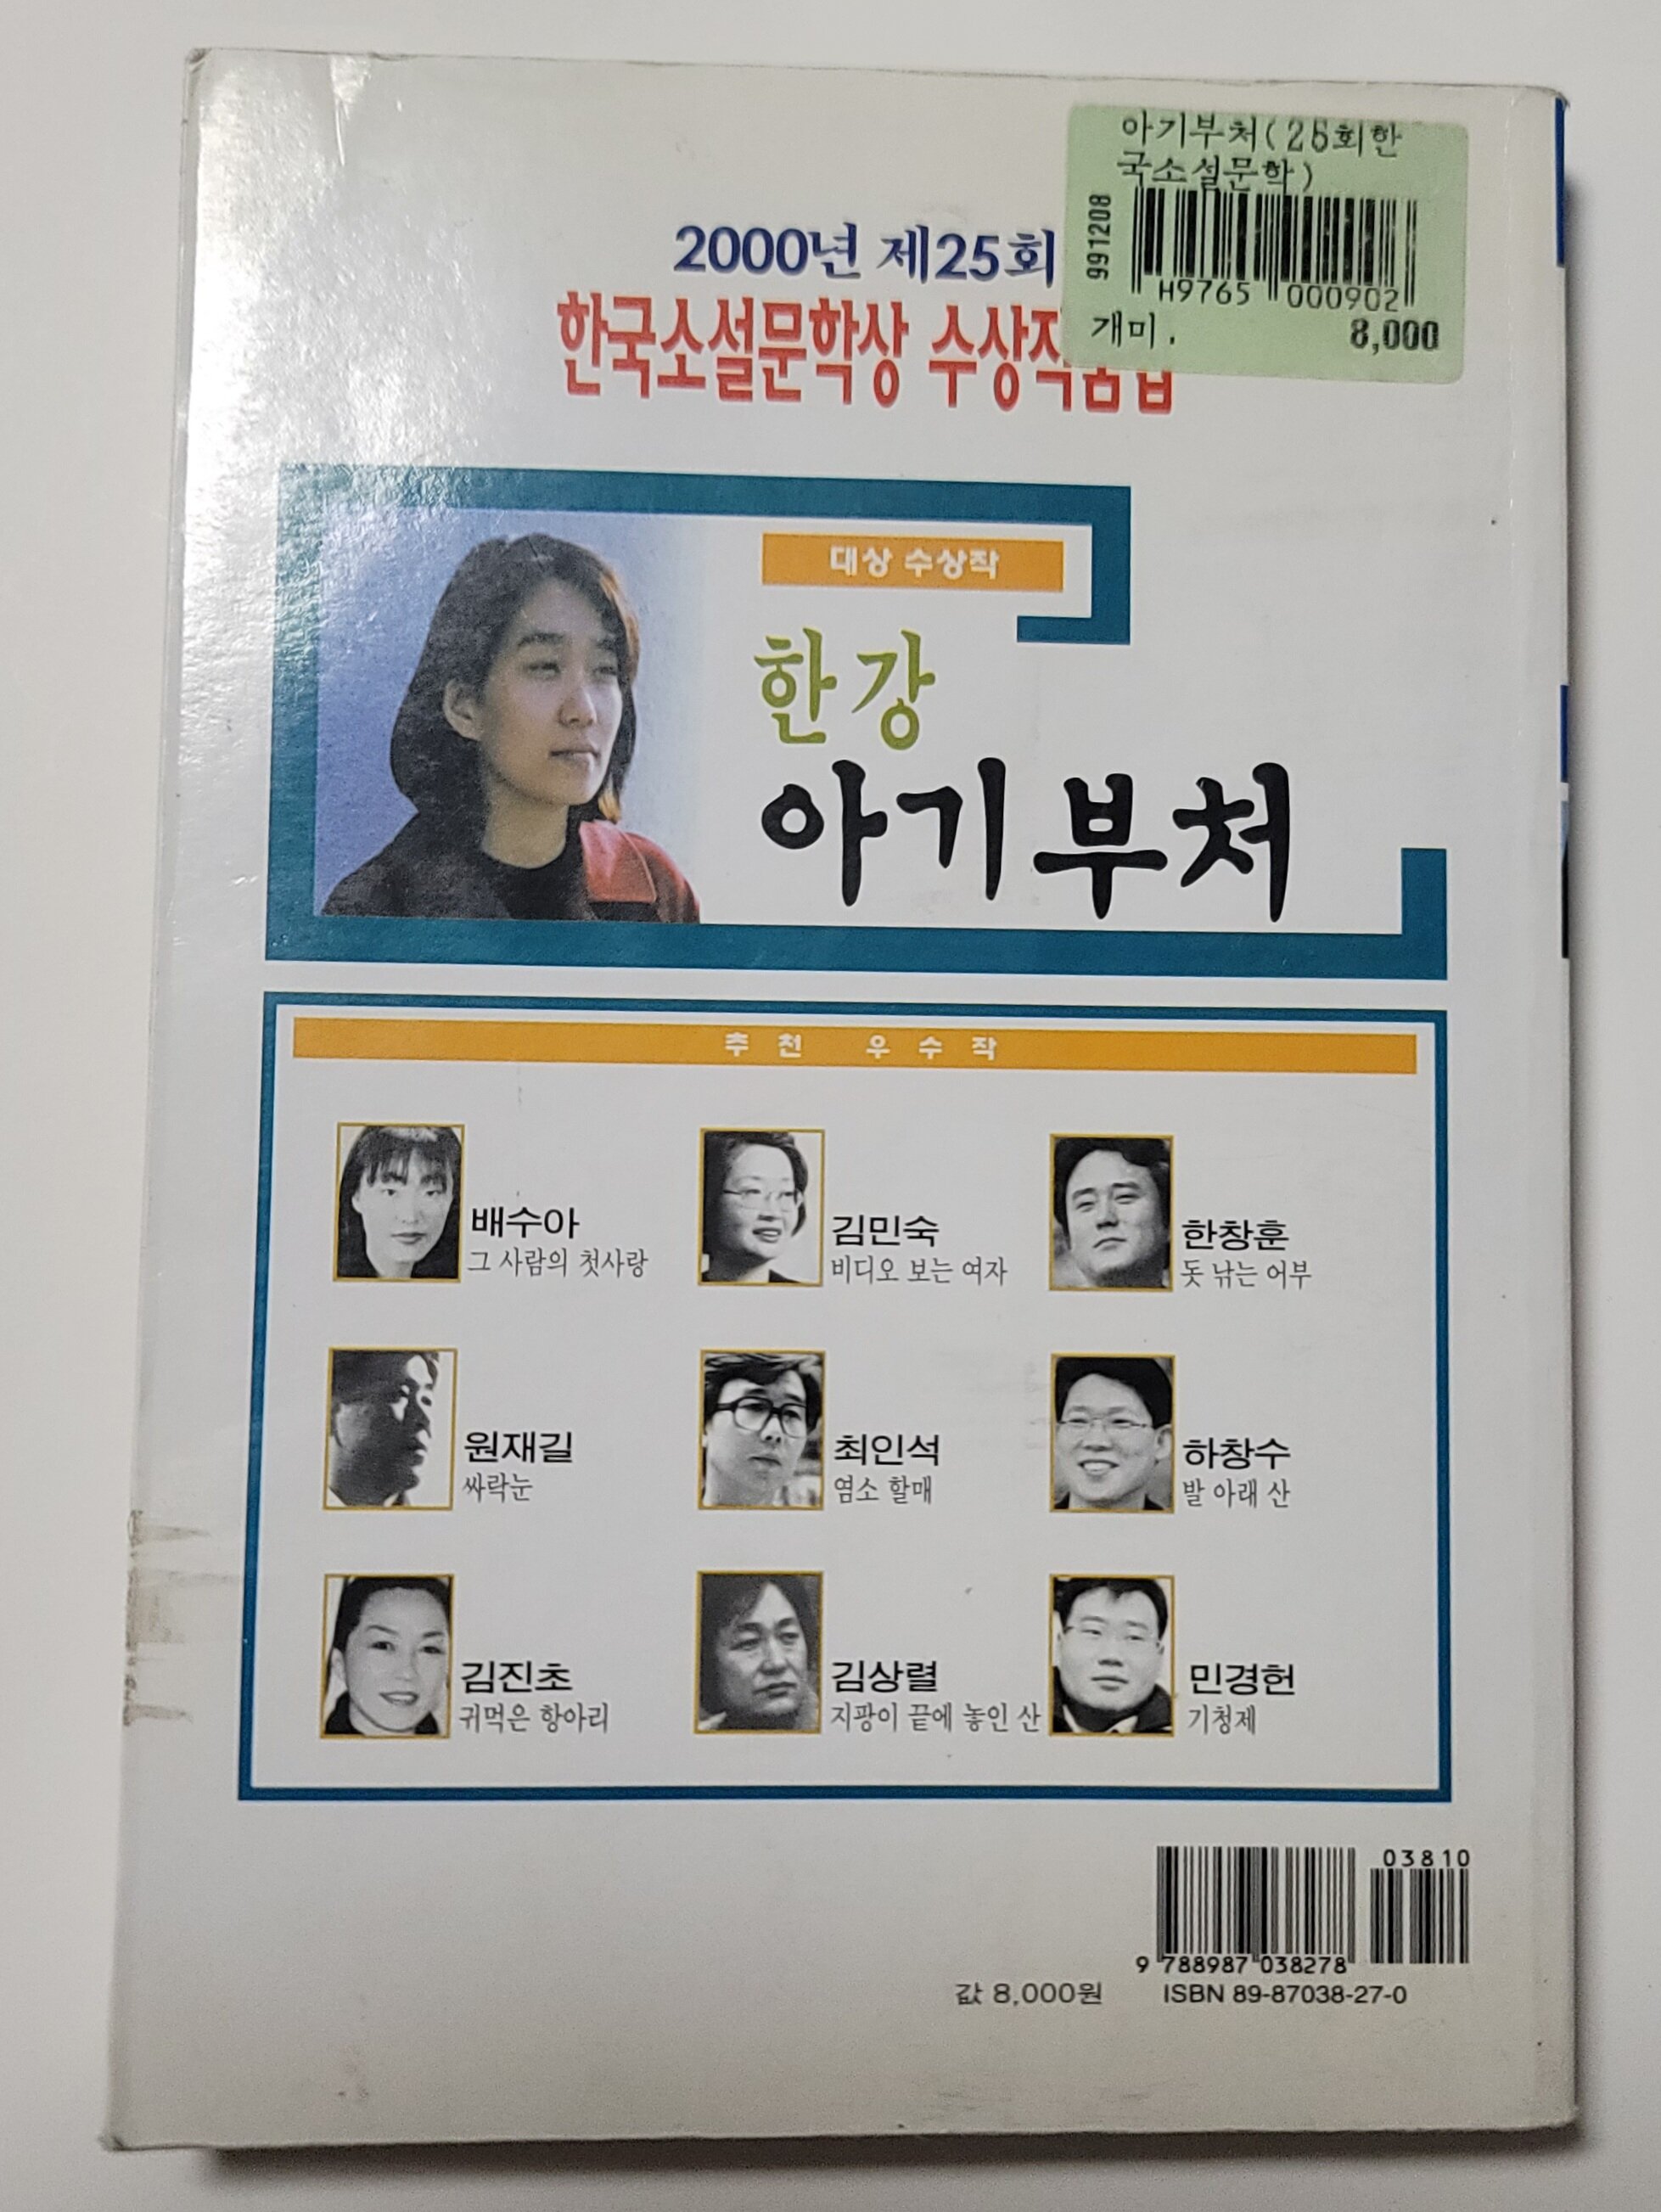 아기부처(25회한
국소설문학)
991208
H9765 000902
개미. 8,000
2000년 제25회
한국소설문학상 수상작품집
대상 수상작
한강
아기부처
추천 우수작
배수아
그 사람의 첫사랑
김민숙
비디오 보는 여자
한창훈
돗 낚는 어부
원재길
싸락눈
최인석
염소 할매
하창수
발 아래 산
김진초
귀먹은 항아리
김상렬
지팡이 끝에 놓인 산
민경헌
기청제
03810
9 788987 038278
값 8,000원 ISBN 89-87038-27-0